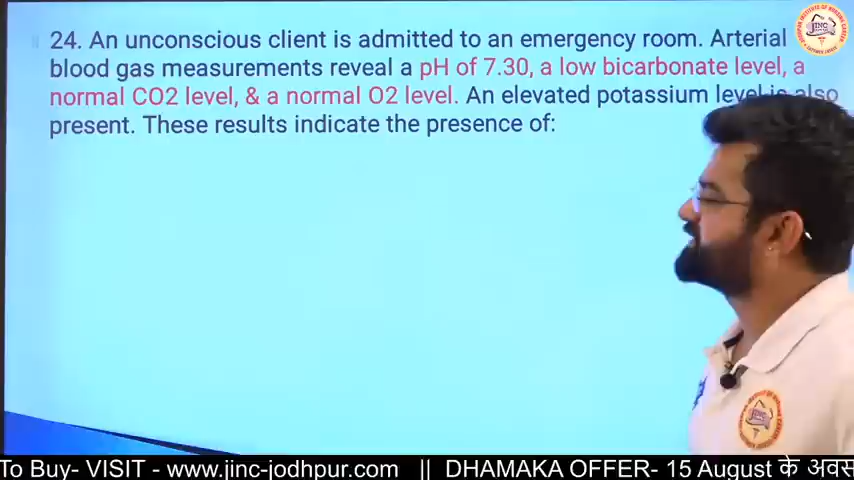 24. An unconscious client is admitted to an emergency room. Arterial
blood gas measurements reveal a pH of 7.30, a low bicarbonate level, a
normal CO2 level, & a normal O2 level. An elevated potassium level is also
present. These results indicate the presence of:
JINC
To Buy- VISIT - www.jinc-jodhpur.com || DHAMAKA OFFER- 15 August के अवस